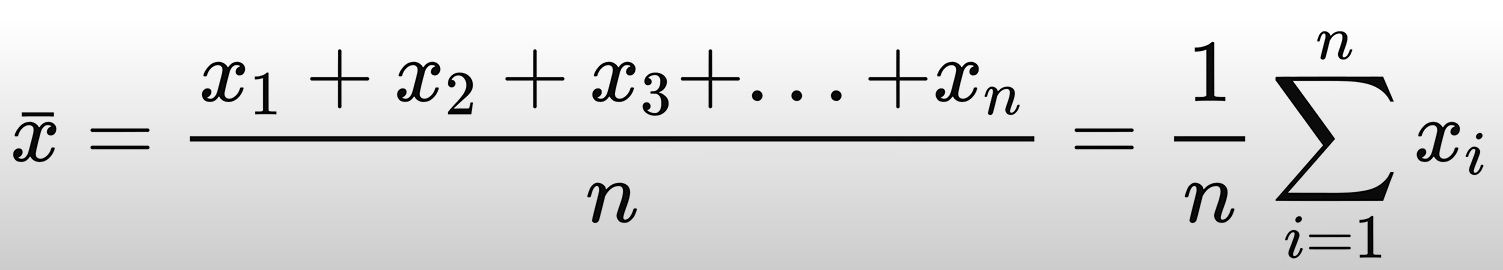 x̄ = (x₁ + x₂ + x₃+...+xₙ)/n = 1/n ∑ᵢ₌₁ⁿ xᵢ